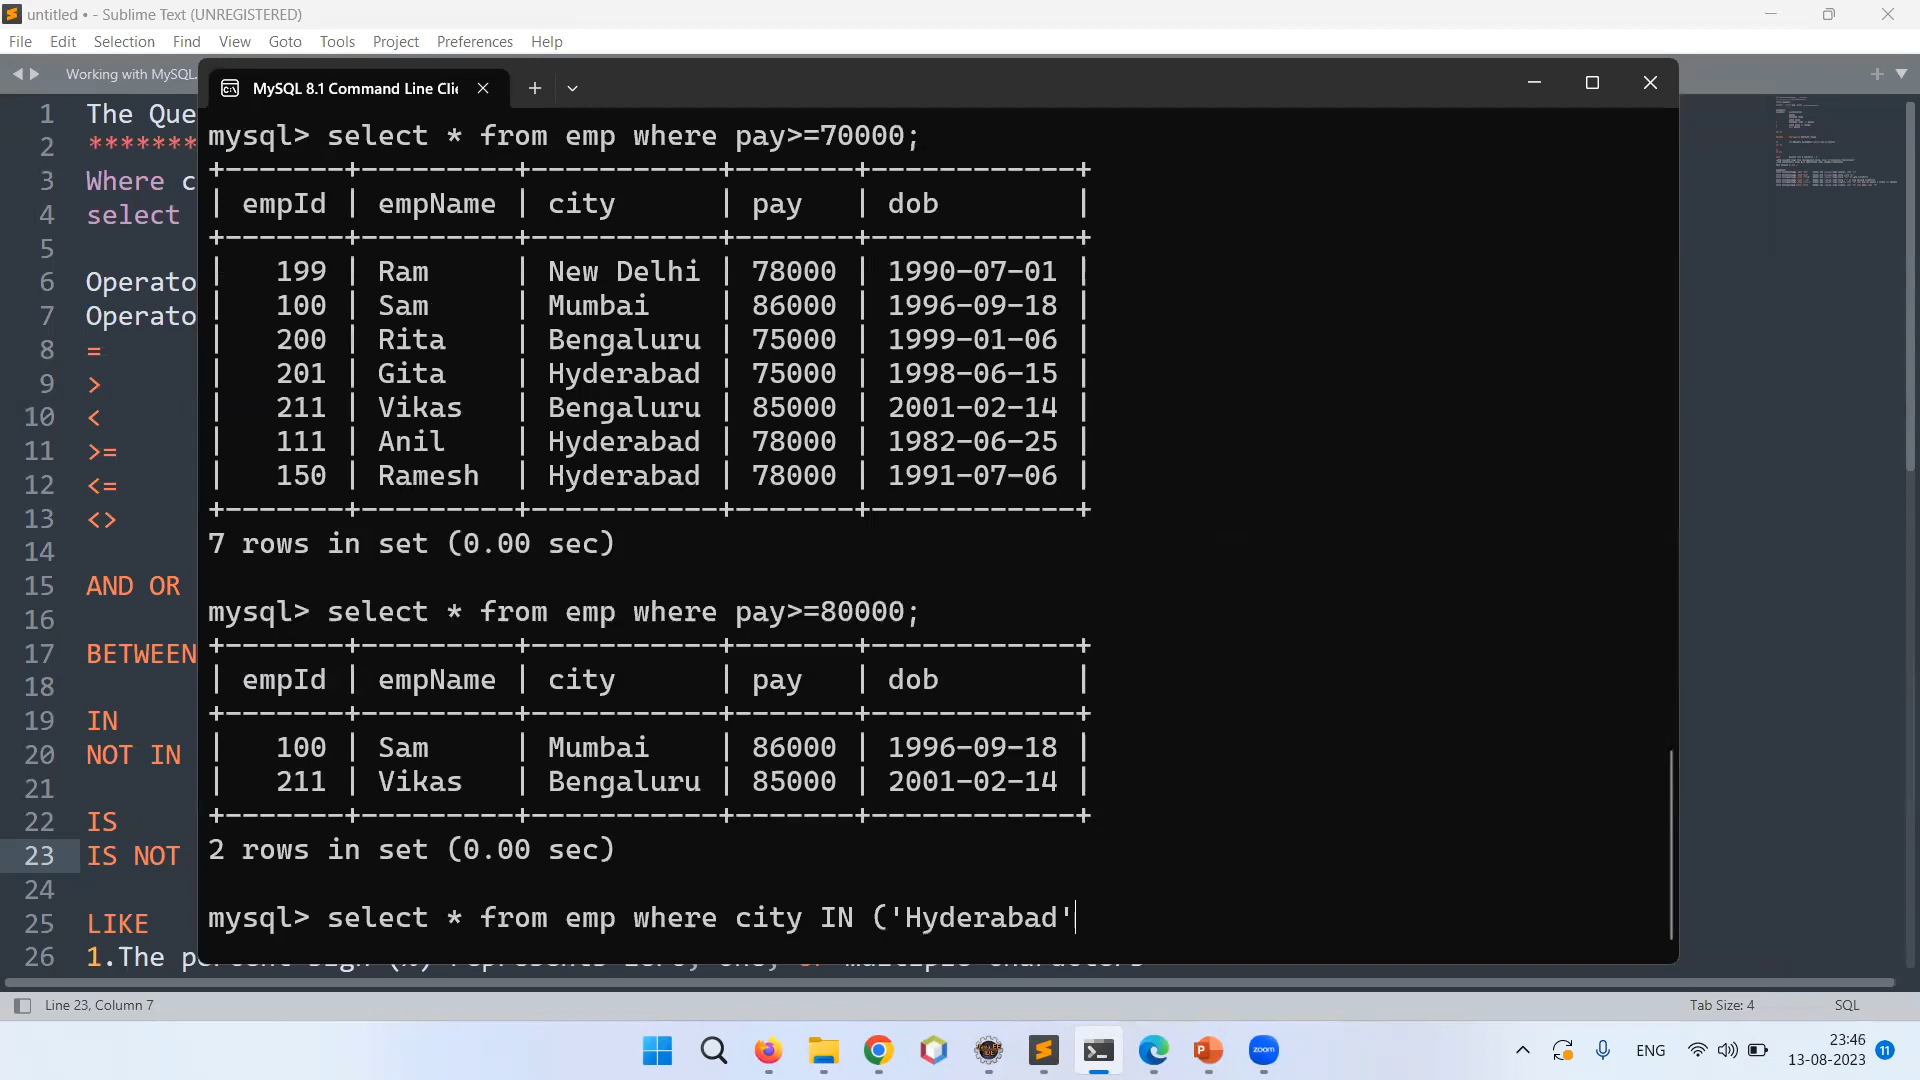 untitled • - Sublime Text (UNREGISTERED)
File Edit Selection Find View Goto Tools Project Preferences Help
Working with MySQL.
MySQL 8.1 Command Line Clie
1 The Que
2 *******
3 Where c
4 select
5
6 Operato
7 Operato
8 =
9 >
10 <
11 >=
12 <=
13 <>
14
15 AND OR
16
17 BETWEEN
18
19 IN
20 NOT IN
21
22 IS
23 IS NOT
24
25 LIKE
26 1.The percent sign (%) represents zero, one, or multiple characters
mysql> select * from emp where pay>=70000;
+-------+---------+-----------+-------+------------+
| empId | empName | city      | pay   | dob        |
+-------+---------+-----------+-------+------------+
|   199 | Ram     | New Delhi | 78000 | 1990-07-01 |
|   100 | Sam     | Mumbai    | 86000 | 1996-09-18 |
|   200 | Rita    | Bengaluru | 75000 | 1999-01-06 |
|   201 | Gita    | Hyderabad | 75000 | 1998-06-15 |
|   211 | Vikas   | Bengaluru | 85000 | 2001-02-14 |
|   111 | Anil    | Hyderabad | 78000 | 1982-06-25 |
|   150 | Ramesh  | Hyderabad | 78000 | 1991-07-06 |
+-------+---------+-----------+-------+------------+
7 rows in set (0.00 sec)
mysql> select * from emp where pay>=80000;
+-------+---------+-----------+-------+------------+
| empId | empName | city      | pay   | dob        |
+-------+---------+-----------+-------+------------+
|   100 | Sam     | Mumbai    | 86000 | 1996-09-18 |
|   211 | Vikas   | Bengaluru | 85000 | 2001-02-14 |
+-------+---------+-----------+-------+------------+
2 rows in set (0.00 sec)
mysql> select * from emp where city IN ('Hyderabad'
Line 23, Column 7
Tab Size: 4
SQL
zoom
ENG
23:46
13-08-2023
11